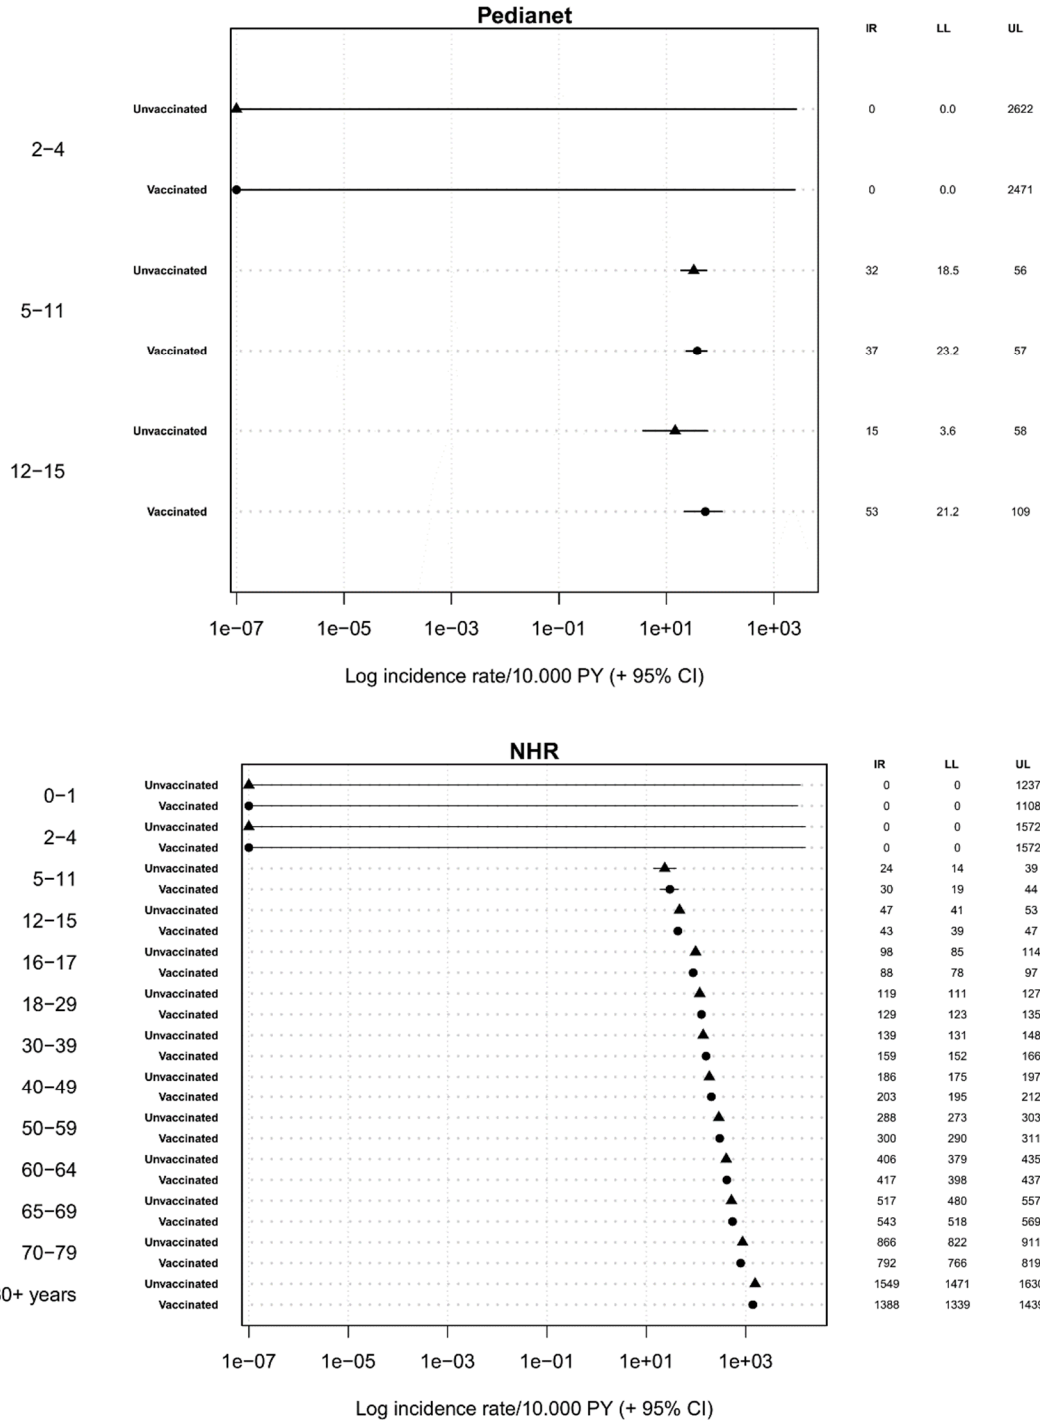 Pedianet
IR LL UL
Unvaccinated 0 0.0 2622
2−4
Vaccinated 0 0.0 2471
Unvaccinated 32 18.5 56
5−11
Vaccinated 37 23.2 57
Unvaccinated 15 3.6 58
12−15
Vaccinated 53 21.2 109
1e−07 1e−05 1e−03 1e−01 1e+01 1e+03
Log incidence rate/10.000 PY (+ 95% CI)
NHR
IR LL UL
Unvaccinated 0 0 1237
0−1
Vaccinated 0 0 1108
Unvaccinated 0 0 1572
2−4
Vaccinated 0 0 1572
Unvaccinated 24 14 39
5−11
Vaccinated 30 19 44
Unvaccinated 47 41 53
12−15
Vaccinated 43 39 47
Unvaccinated 98 85 114
16−17
Vaccinated 88 78 97
Unvaccinated 119 111 127
18−29
Vaccinated 129 123 135
Unvaccinated 139 131 148
30−39
Vaccinated 159 152 166
Unvaccinated 186 175 197
40−49
Vaccinated 203 195 212
Unvaccinated 288 273 303
50−59
Vaccinated 300 290 311
Unvaccinated 406 379 435
60−64
Vaccinated 417 398 437
Unvaccinated 517 480 557
65−69
Vaccinated 543 518 569
Unvaccinated 866 822 911
70−79
Vaccinated 792 766 819
Unvaccinated 1549 1471 1630
0+ years
Vaccinated 1388 1339 1439
1e−07 1e−05 1e−03 1e−01 1e+01 1e+03
Log incidence rate/10.000 PY (+ 95% CI)